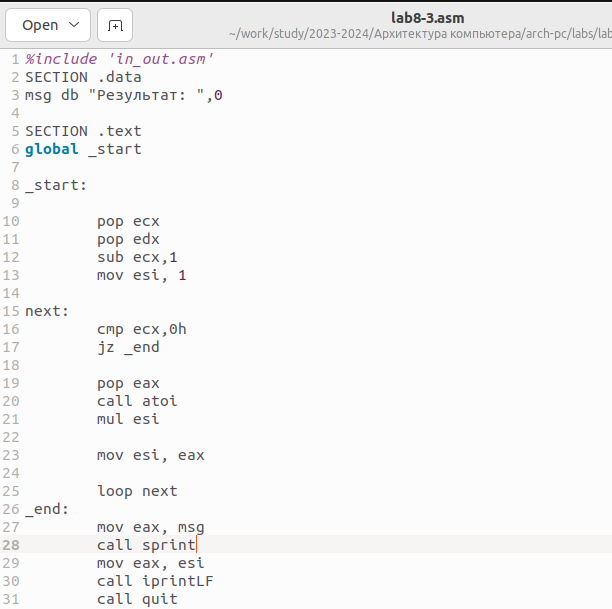 Open
lab8-3.asm
~/work/study/2023-2024/Архитектура компьютера/arch-pc/labs/lab
1 %include 'in_out.asm'
2 SECTION .data
3 msg db "Результат: ",0
4
5 SECTION .text
6 global _start
7
8 _start:
9
10 pop ecx
11 pop edx
12 sub ecx,1
13 mov esi, 1
14
15 next:
16 cmp ecx,0h
17 jz _end
18
19 pop eax
20 call atoi
21 mul esi
22
23 mov esi, eax
24
25 loop next
26 _end:
27 mov eax, msg
28 call sprint
29 mov eax, esi
30 call iprintLF
31 call quit